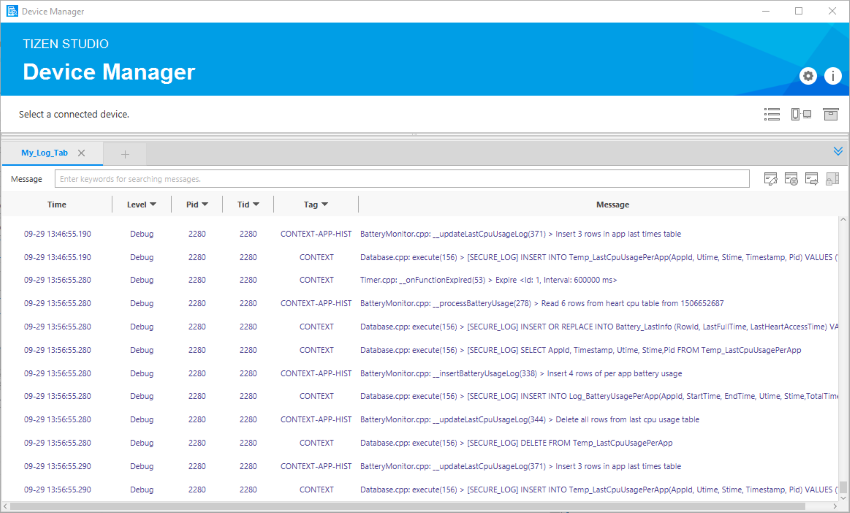 Device Manager
TIZEN STUDIO
Device Manager
Select a connected device.
My_Log_Tab
Message Enter keywords for searching messages.
Time Level Pid Tid Tag Message
09-29 13:46:55.190 Debug 2280 2280 CONTEXT-APP-HIST BatteryMonitor.cpp: __updateLastCpuUsageLog(371) > Insert 3 rows in app last times table
09-29 13:46:55.190 Debug 2280 2280 CONTEXT Database.cpp: execute(156) > [SECURE_LOG] INSERT INTO Temp_LastCpuUsagePerApp(AppId, Utime, Stime, Timestamp, Pid) VALUES (
09-29 13:56:55.280 Debug 2280 2280 CONTEXT Timer.cpp: __onFunctionExpired(53) > Expire <Id: 1, Interval: 600000 ms>
09-29 13:56:55.280 Debug 2280 2280 CONTEXT-APP-HIST BatteryMonitor.cpp: __processBatteryUsage(278) > Read 6 rows from heart cpu table from 1506652687
09-29 13:56:55.280 Debug 2280 2280 CONTEXT Database.cpp: execute(156) > [SECURE_LOG] INSERT OR REPLACE INTO Battery_LastInfo (RowId, LastFullTime, LastHeartAccessTime) VA
09-29 13:56:55.280 Debug 2280 2280 CONTEXT Database.cpp: execute(156) > [SECURE_LOG] SELECT AppId, Timestamp, Utime, Stime,Pid FROM Temp_LastCpuUsagePerApp
09-29 13:56:55.280 Debug 2280 2280 CONTEXT-APP-HIST BatteryMonitor.cpp: __insertBatteryUsageLog(338) > Insert 4 rows of per app battery usage
09-29 13:56:55.280 Debug 2280 2280 CONTEXT Database.cpp: execute(156) > [SECURE_LOG] INSERT INTO Log_BatteryUsagePerApp(AppId, StartTime, EndTime, Utime, Stime,TotalTime
09-29 13:56:55.280 Debug 2280 2280 CONTEXT-APP-HIST BatteryMonitor.cpp: __updateLastCpuUsageLog(344) > Delete all rows from last cpu usage table
09-29 13:56:55.280 Debug 2280 2280 CONTEXT Database.cpp: execute(156) > [SECURE_LOG] DELETE FROM Temp_LastCpuUsagePerApp
09-29 13:56:55.290 Debug 2280 2280 CONTEXT-APP-HIST BatteryMonitor.cpp: __updateLastCpuUsageLog(371) > Insert 3 rows in app last times table
09-29 13:56:55.290 Debug 2280 2280 CONTEXT Database.cpp: execute(156) > [SECURE_LOG] INSERT INTO Temp_LastCpuUsagePerApp(AppId, Utime, Stime, Timestamp, Pid) VALUES (